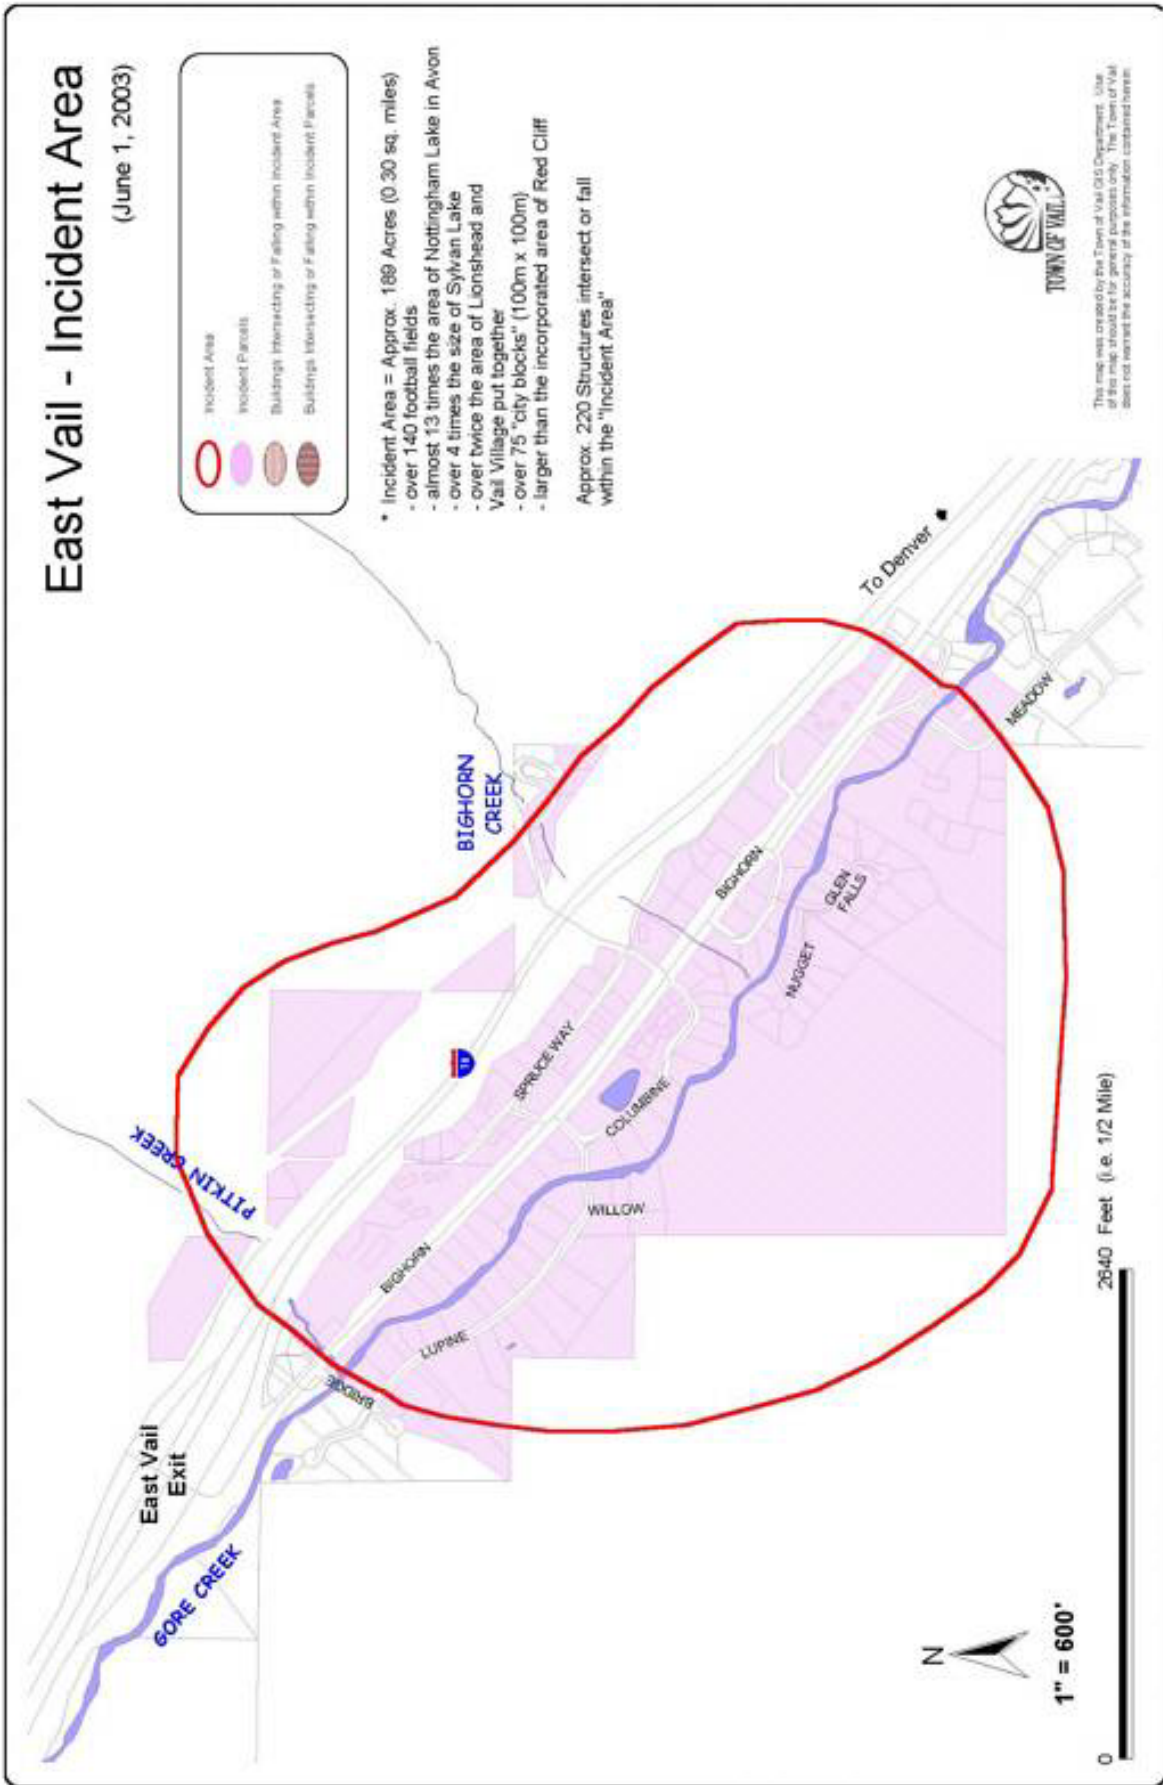 East Vail - Incident Area
(June 1, 2003)
Incident Area
Incident Parcels
Buildings Intersecting or Falling within Incident Area
Buildings Intersecting or Falling within Incident Parcels
* Incident Area = Approx. 189 Acres (0.30 sq. miles)
- over 140 football fields
- almost 13 times the area of Nottingham Lake in Avon
- over 4 times the size of Sylvan Lake
- over twice the area of Lionshead and
Vail Village put together
- over 75 "city blocks" (100m x 100m)
- larger than the incorporated area of Red Cliff
Approx. 220 Structures intersect or fall
within the "Incident Area"
East Vail
Exit
GORE CREEK
PITKIN CREEK
BIGHORN
CREEK
To Denver
BRIDGE
LUPINE
BIGHORN
WILLOW
SPRUCE WAY
COLUMBINE
BIGHORN
NUGGET
GLEN
FALLS
MEADOW
N
1" = 600'
0
2640 Feet (i.e. 1/2 Mile)
TOWN OF VAIL
This map was created by the Town of Vail GIS Department. Use
of this map should be for general purposes only. The Town of Vail
does not warrant the accuracy of the information contained herein.